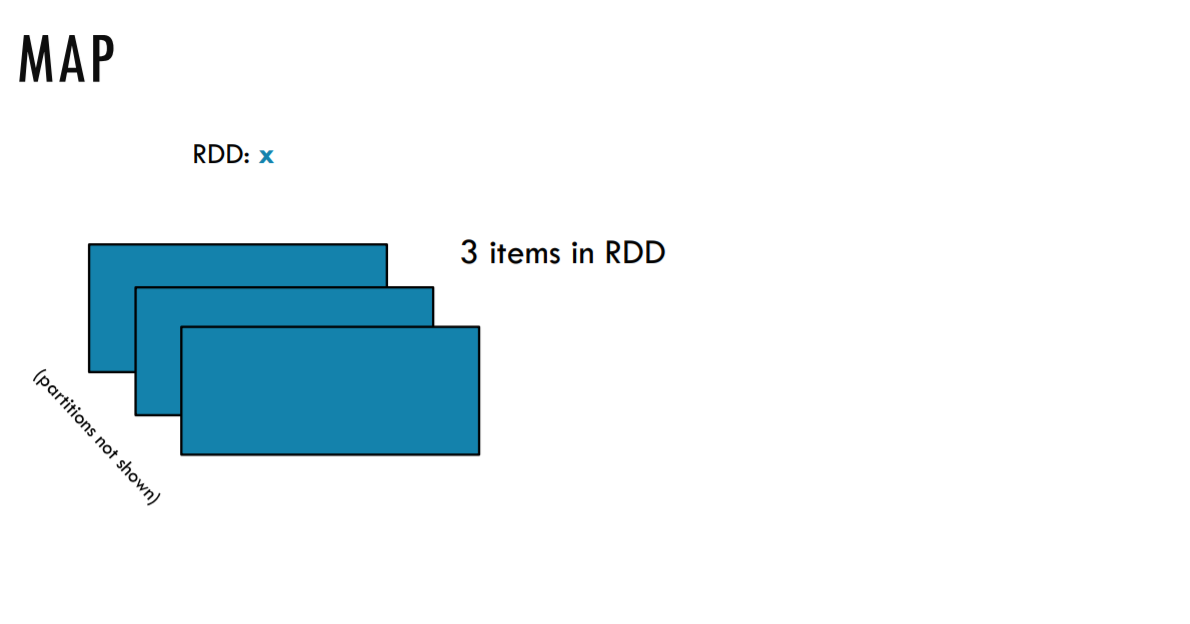 MAP
RDD: x
3 items in RDD
(partitions not shown)